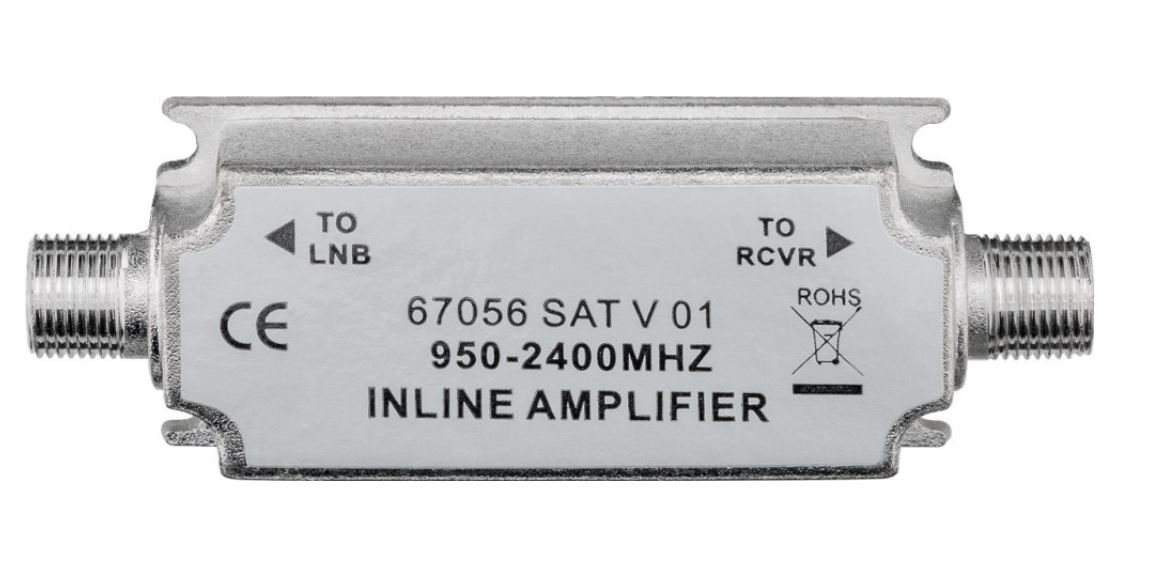 TO
LNB
TO
RCVR
CE
67056 SAT V 01
ROHS
950-2400MHZ
INLINE AMPLIFIER